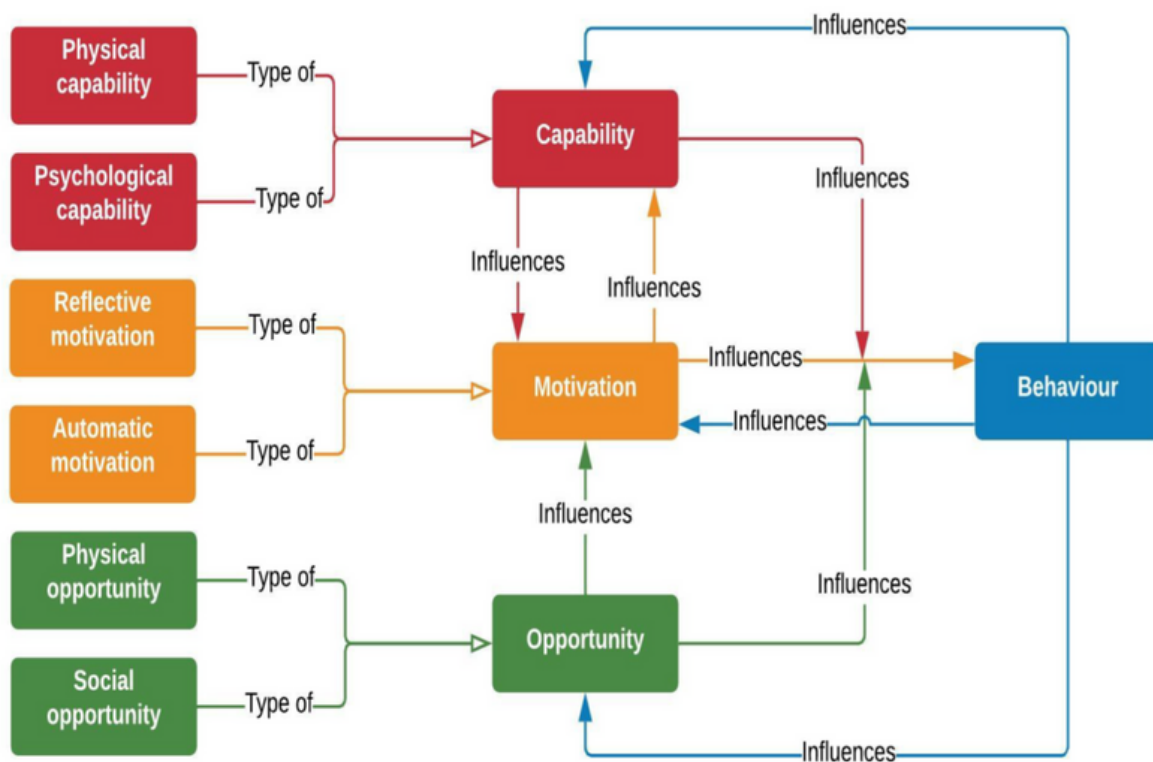 Influences
Physical
capability
Type of
Capability
Influences
Psychological
capability
Type of
Influences
Influences
Reflective
motivation
Type of
Motivation
Influences
Behaviour
Influences
Automatic
motivation
Type of
Influences
Physical
opportunity
Type of
Opportunity
Influences
Social
opportunity
Type of
Influences